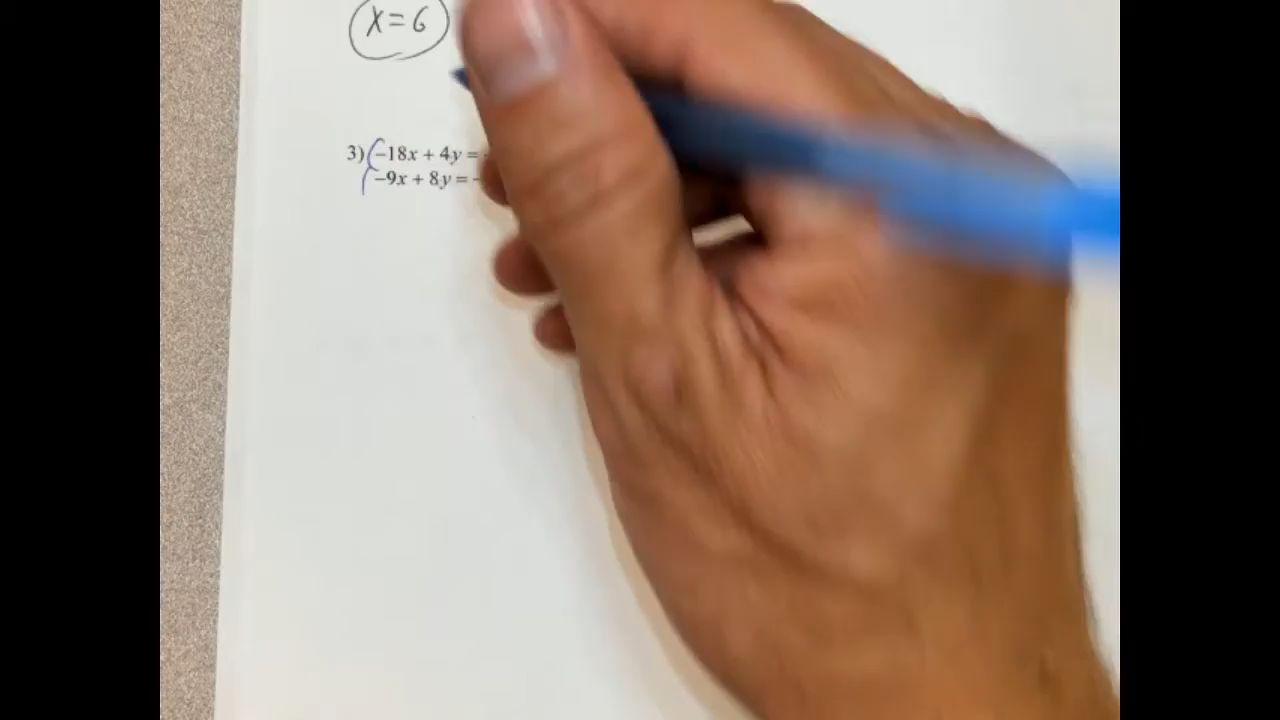 x = 6
3) (-18x + 4y =
(-9x + 8y = -